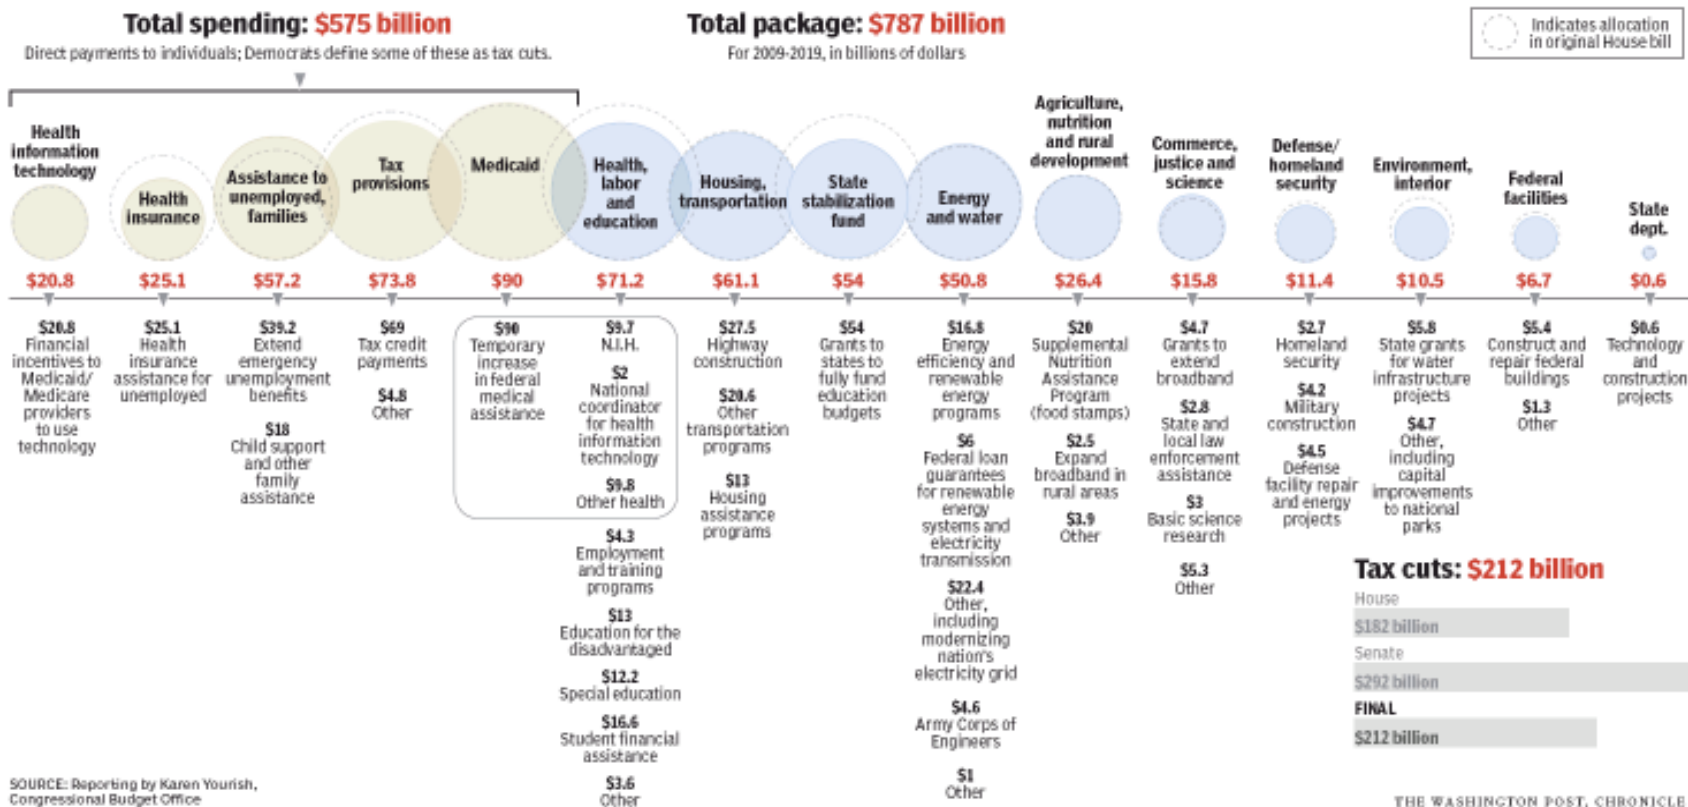 Total spending: $575 billion
Direct payments to individuals; Democrats define some of these as tax cuts.
Total package: $787 billion
For 2009-2019, in billions of dollars
Indicates allocation
in original House bill
Health
information
technology
Health
insurance
Assistance to
unemployed,
families
Tax
provisions
Medicaid
Health,
labor
and
education
Housing,
transportation
State
stabilization
fund
Energy
and water
Agriculture,
nutrition
and rural
development
Commerce,
justice and
science
Defense/
homeland
security
Environment,
interior
Federal
facilities
State
dept.
$20.8
$25.1
$57.2
$73.8
$90
$71.2
$61.1
$54
$50.8
$26.4
$15.8
$11.4
$10.5
$6.7
$0.6
$20.8
Financial
incentives to
Medicaid/
Medicare
providers
to use
technology
$25.1
Health
insurance
assistance for
unemployed
$39.2
Extend
emergency
unemployment
benefits
$18
Child support
and other
family
assistance
$69
Tax credit
payments
$4.8
Other
$90
Temporary
increase
in federal
medical
assistance
$9.7
N.I.H.
$2
National
coordinator
for health
information
technology
$9.8
Other health
$4.3
Employment
and training
programs
$13
Education for the
disadvantaged
$12.2
Special education
$16.6
Student financial
assistance
$3.6
Other
$27.5
Highway
construction
$20.6
Other
transportation
programs
$13
Housing
assistance
programs
$54
Grants to
states to
fully fund
education
budgets
$16.8
Energy
efficiency and
renewable
energy
programs
$6
Federal loan
guarantees
for renewable
energy
systems and
electricity
transmission
$22.4
Other,
including
modernizing
nation's
electricity grid
$4.6
Army Corps of
Engineers
$1
Other
$20
Supplemental
Nutrition
Assistance
Program
(food stamps)
$2.5
Expand
broadband in
rural areas
$3.9
Other
$4.7
Grants to
extend
broadband
$2.8
State and
local law
enforcement
assistance
$3
Basic science
research
$5.3
Other
$2.7
Homeland
security
$4.2
Military
construction
$4.5
Defense
facility repair
and energy
projects
$5.8
State grants
for water
infrastructure
projects
$4.7
Other,
including
capital
improvements
to national
parks
$5.4
Construct and
repair federal
buildings
$1.3
Other
$0.6
Technology
and
construction
projects
Tax cuts: $212 billion
House
$182 billion
Senate
$292 billion
FINAL
$212 billion
SOURCE: Reporting by Karen Yourish,
Congressional Budget Office
THE WASHINGTON POST, CHRONICLE